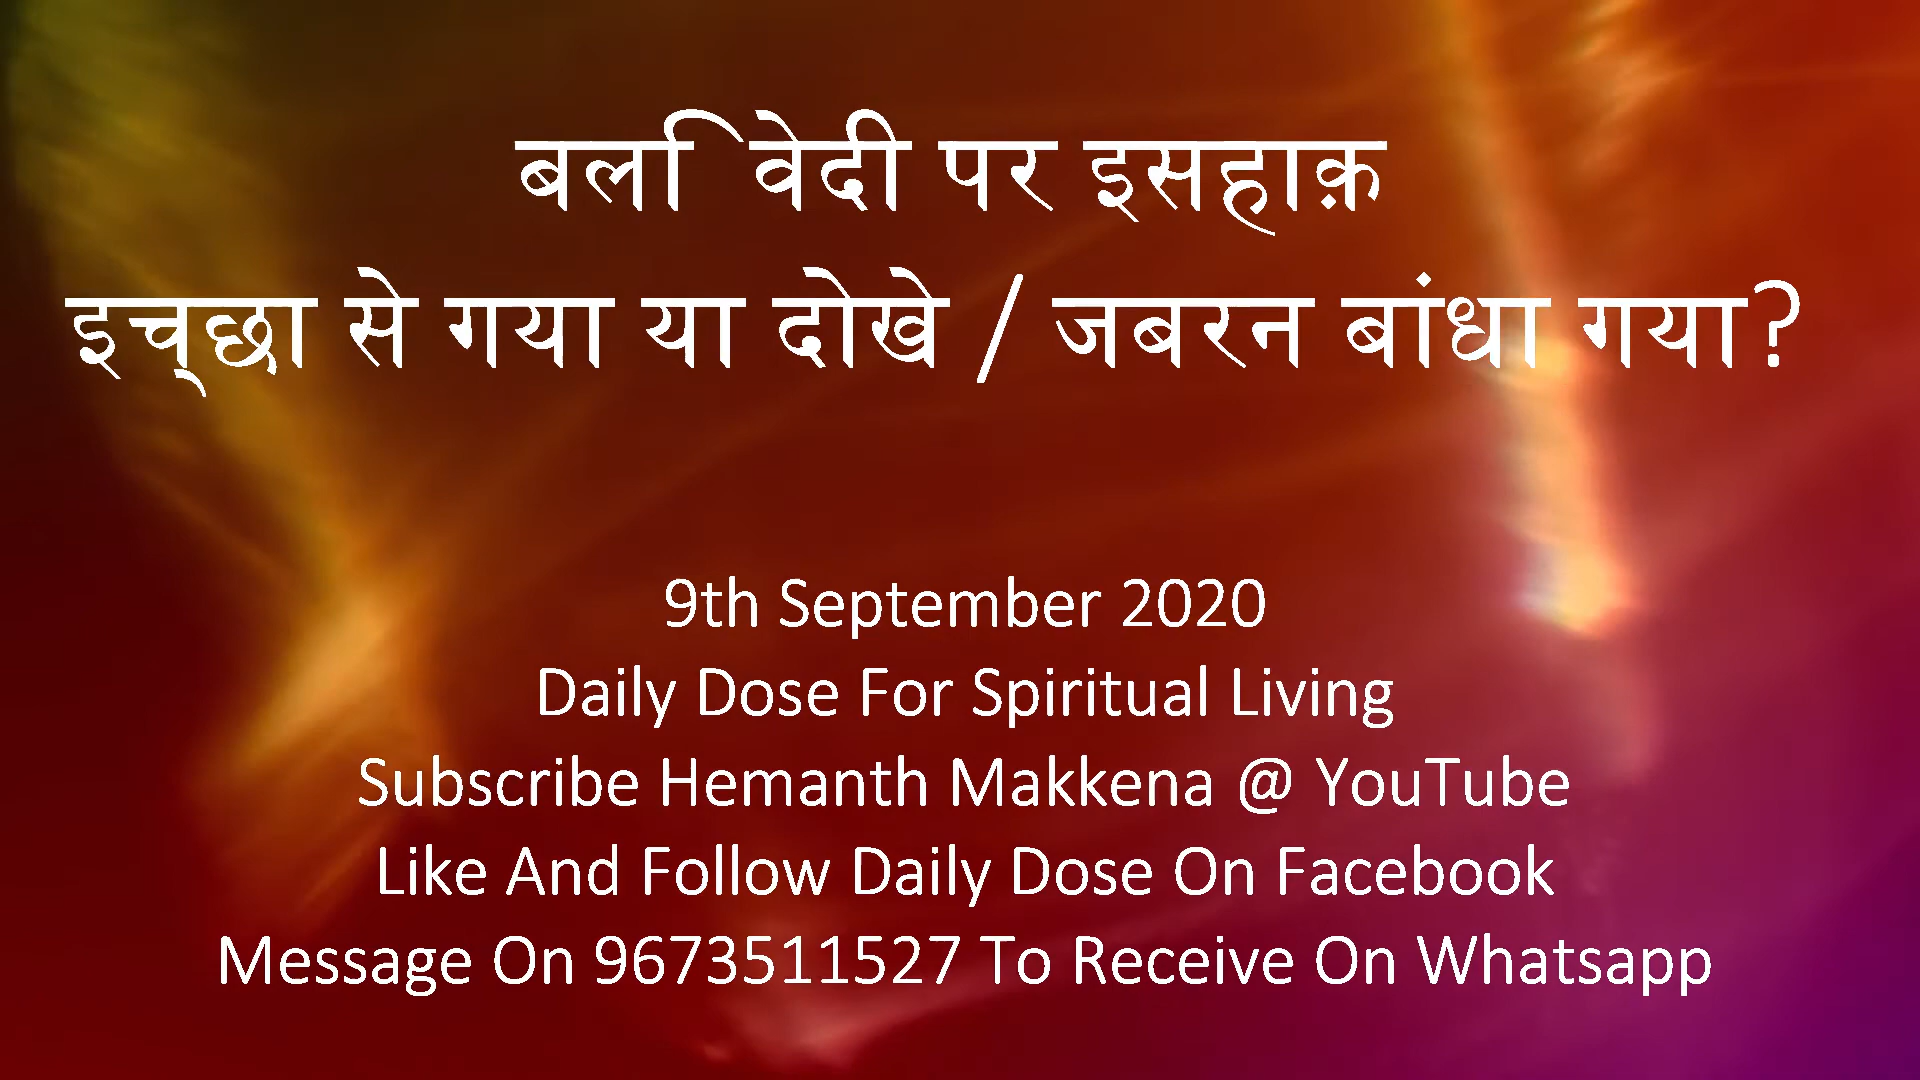 बलि वेदी पर इसहाक़
इच्छा से गया या दोखे / जबरन बांधा गया?
9th September 2020
Daily Dose For Spiritual Living
Subscribe Hemanth Makkena @ YouTube
Like And Follow Daily Dose On Facebook
Message On 9673511527 To Receive On Whatsapp